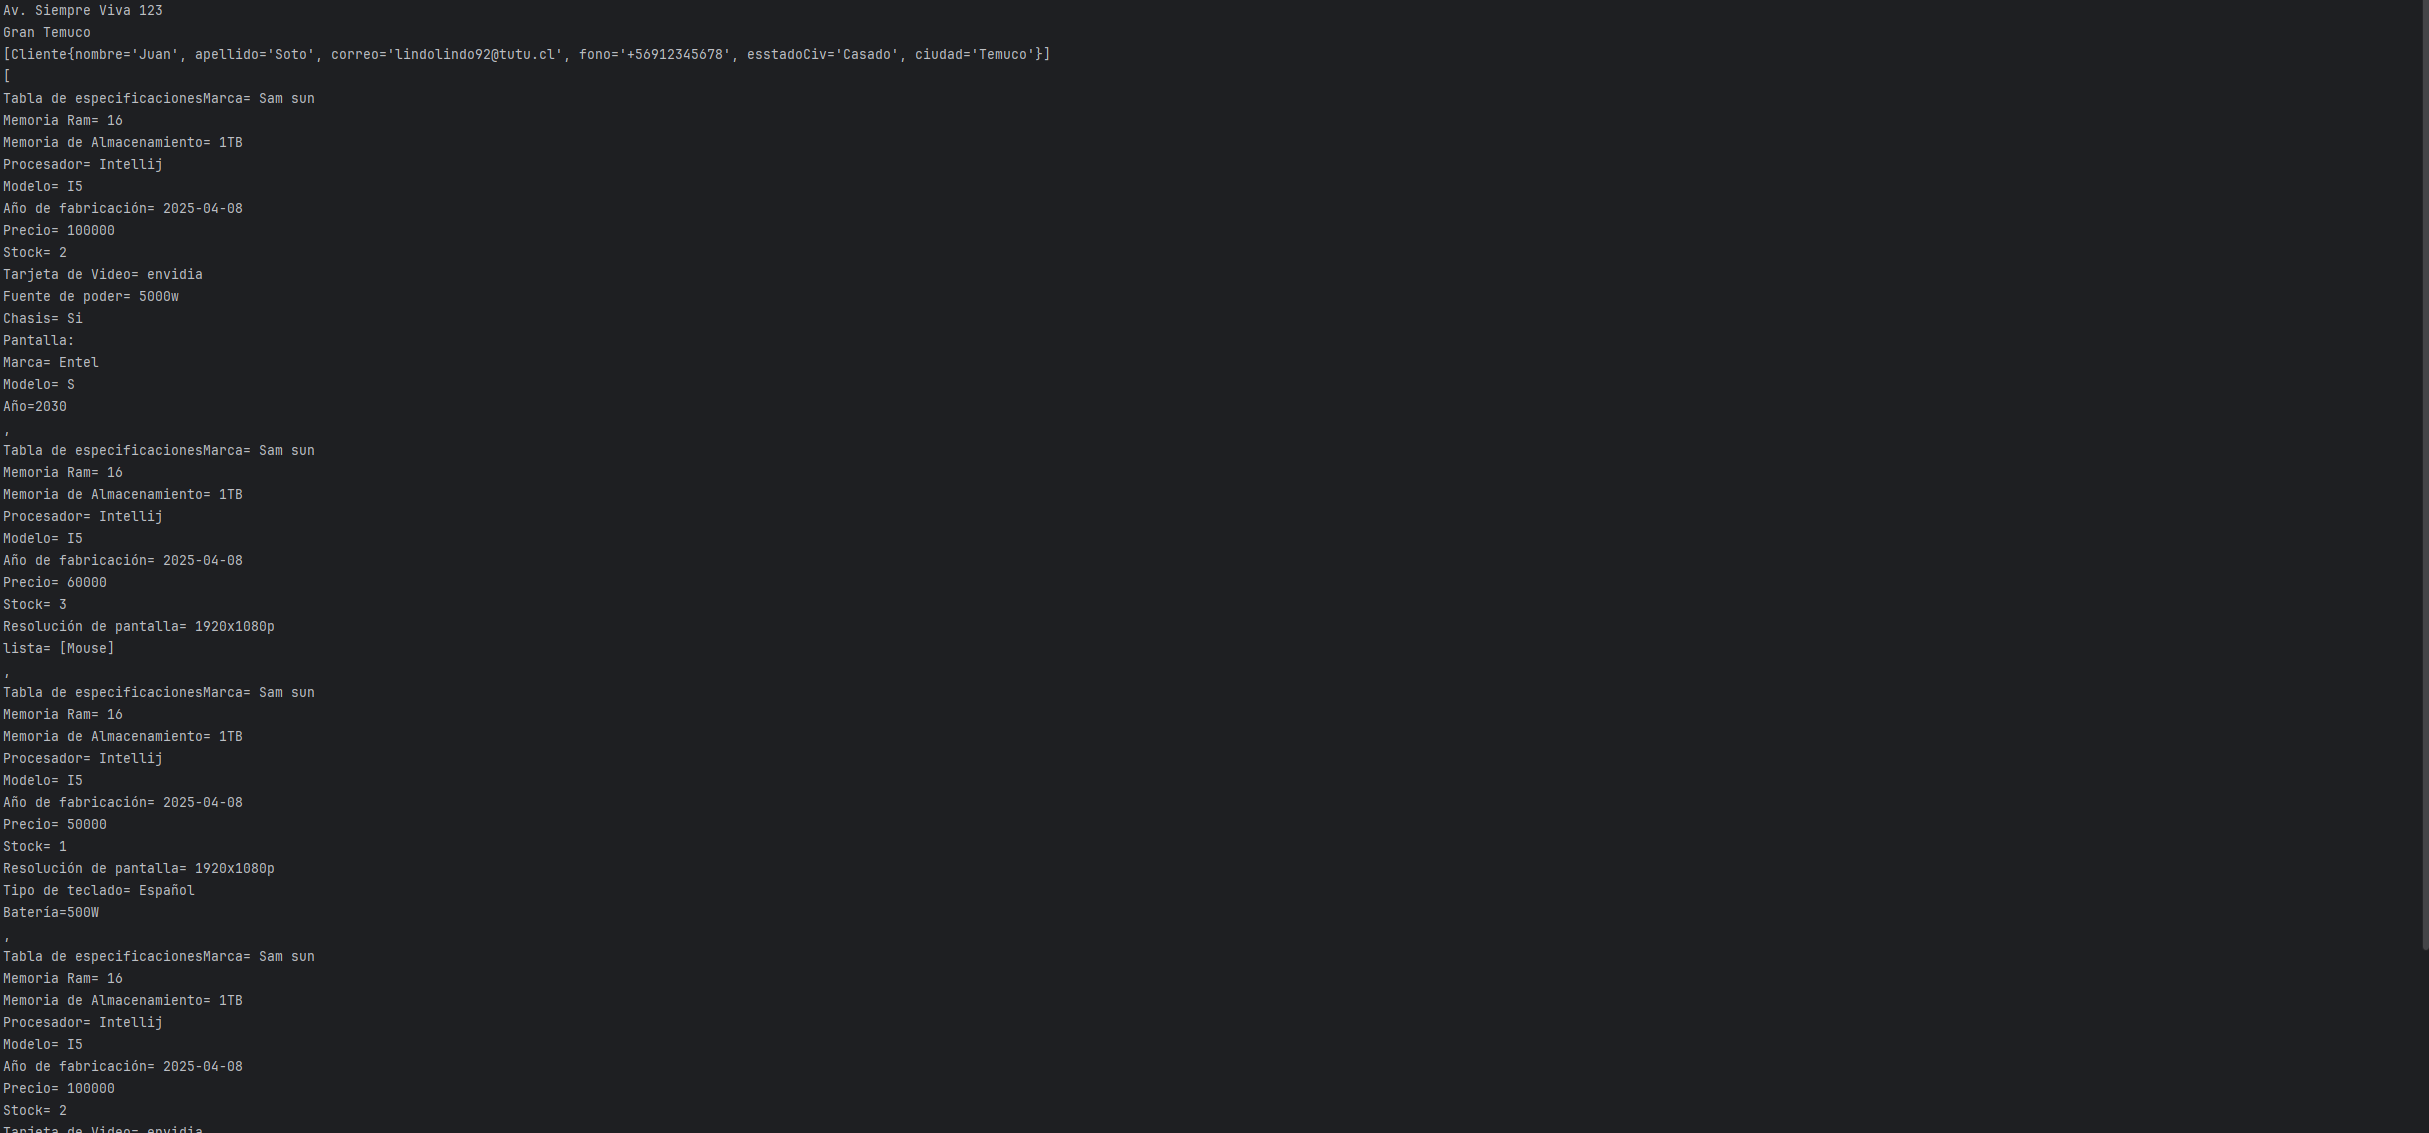 Av. Siempre Viva 123
Gran Temuco
[Cliente{nombre='Juan', apellido='Soto', correo='lindolindo92@tutu.cl', fono='+56912345678', esstadoCiv='Casado', ciudad='Temuco'}]
[
Tabla de especificacionesMarca= Sam sun
Memoria Ram= 16
Memoria de Almacenamiento= 1TB
Procesador= Intellij
Modelo= I5
Año de fabricación= 2025-04-08
Precio= 100000
Stock= 2
Tarjeta de Video= envidia
Fuente de poder= 5000w
Chasis= Si
Pantalla:
Marca= Entel
Modelo= S
Año=2030
,
Tabla de especificacionesMarca= Sam sun
Memoria Ram= 16
Memoria de Almacenamiento= 1TB
Procesador= Intellij
Modelo= I5
Año de fabricación= 2025-04-08
Precio= 60000
Stock= 3
Resolución de pantalla= 1920x1080p
lista= [Mouse]
,
Tabla de especificacionesMarca= Sam sun
Memoria Ram= 16
Memoria de Almacenamiento= 1TB
Procesador= Intellij
Modelo= I5
Año de fabricación= 2025-04-08
Precio= 50000
Stock= 1
Resolución de pantalla= 1920x1080p
Tipo de teclado= Español
Batería=500W
,
Tabla de especificacionesMarca= Sam sun
Memoria Ram= 16
Memoria de Almacenamiento= 1TB
Procesador= Intellij
Modelo= I5
Año de fabricación= 2025-04-08
Precio= 100000
Stock= 2
Tarjeta de Video= envidia